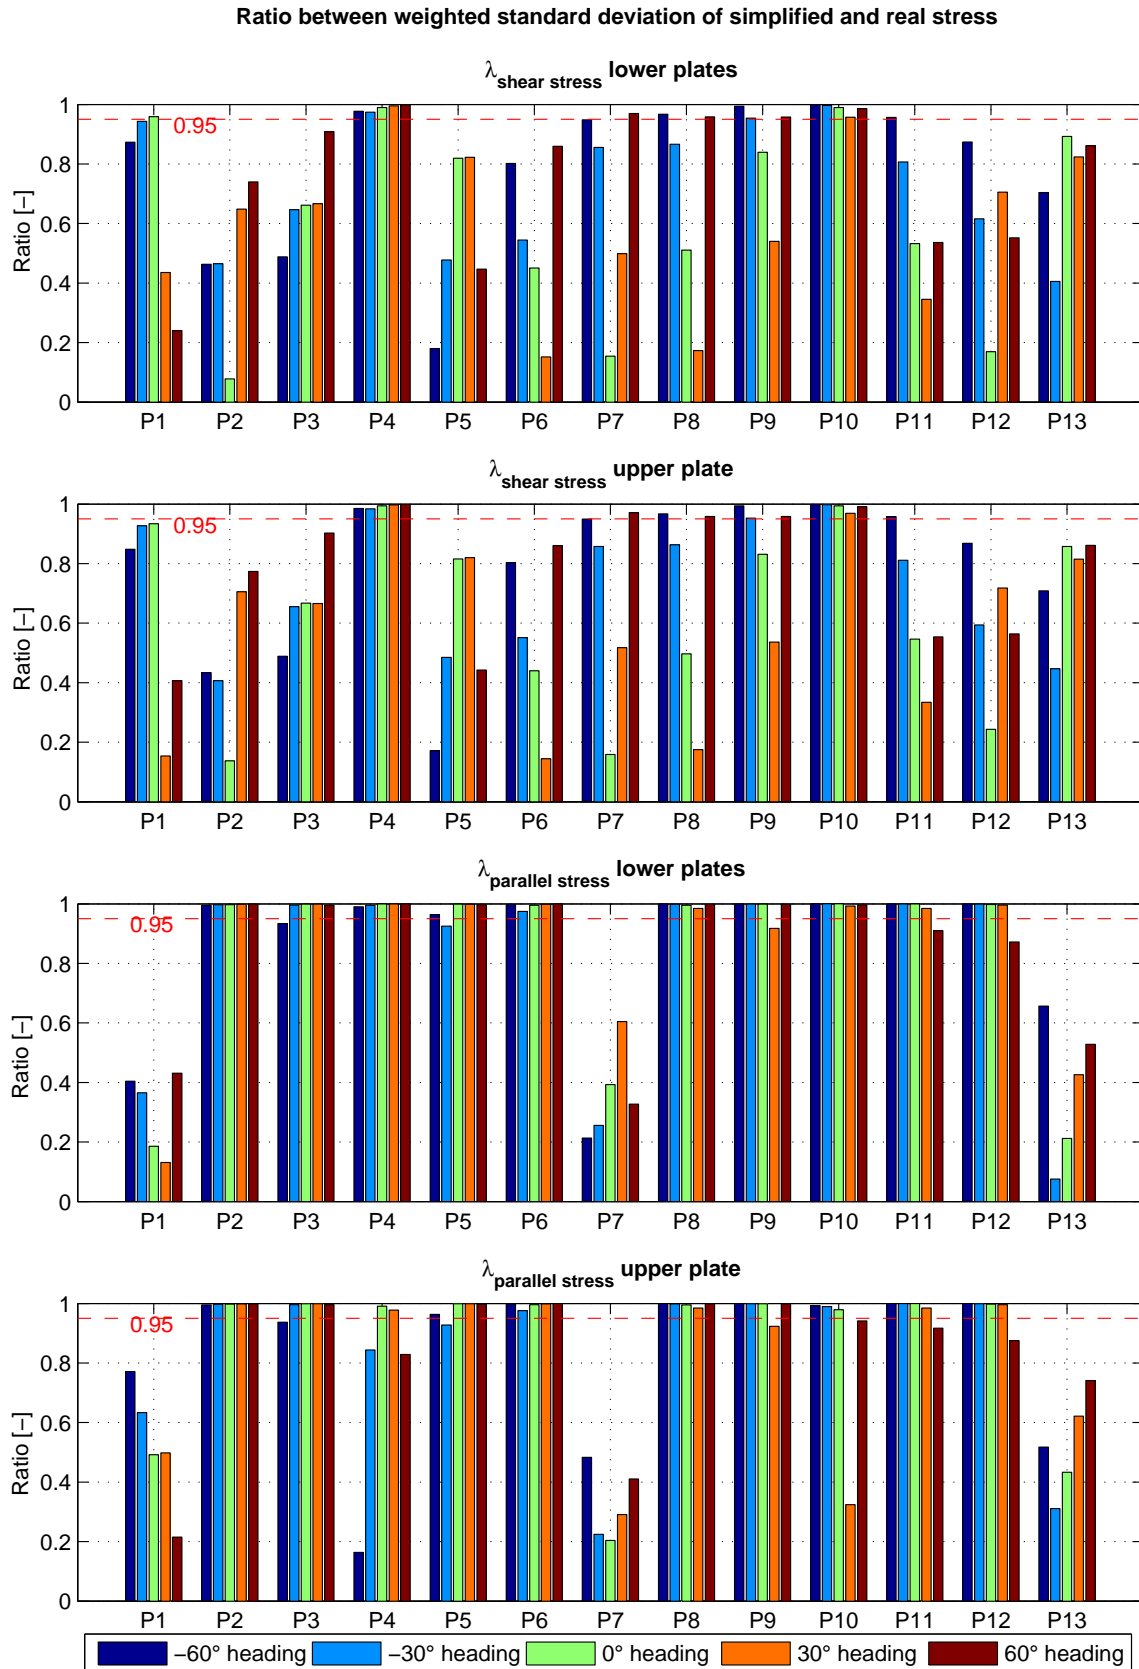 Ratio between weighted standard deviation of simplified and real stress
λshear stress lower plates
1
0.8
0.6
0.4
0.2
0
Ratio [−]
0.95
P1 P2 P3 P4 P5 P6 P7 P8 P9 P10 P11 P12 P13
λshear stress upper plate
1
0.8
0.6
0.4
0.2
0
Ratio [−]
0.95
P1 P2 P3 P4 P5 P6 P7 P8 P9 P10 P11 P12 P13
λparallel stress lower plates
1
0.8
0.6
0.4
0.2
0
Ratio [−]
0.95
P1 P2 P3 P4 P5 P6 P7 P8 P9 P10 P11 P12 P13
λparallel stress upper plate
1
0.8
0.6
0.4
0.2
0
Ratio [−]
0.95
P1 P2 P3 P4 P5 P6 P7 P8 P9 P10 P11 P12 P13
−60° heading −30° heading 0° heading 30° heading 60° heading